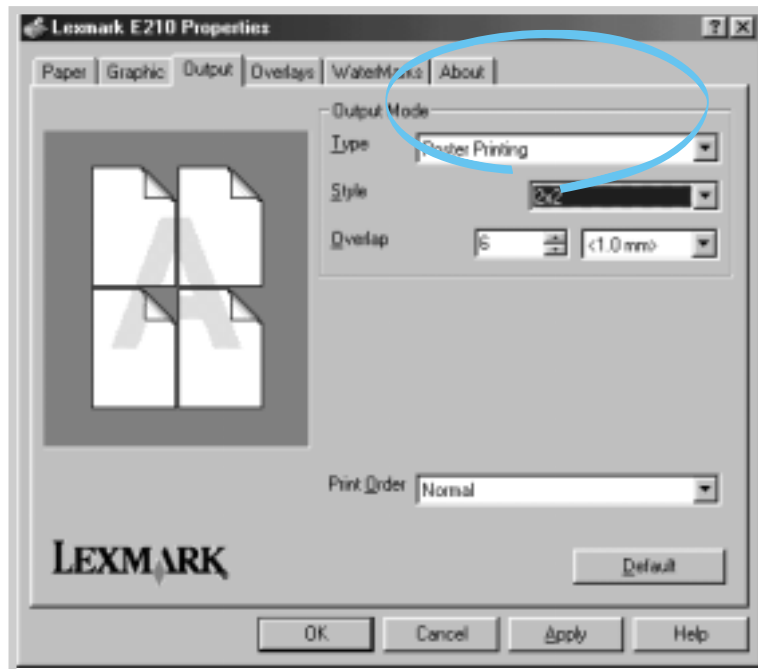 Lexmark E210 Properties
Paper Graphic Output Overlays WaterMarks About
Output Mode
Type Poster Printing
Style 2x2
Overlap 6 <1.0 mm>
A
Print Order Normal
LEXMARK
Default
OK Cancel Apply Help